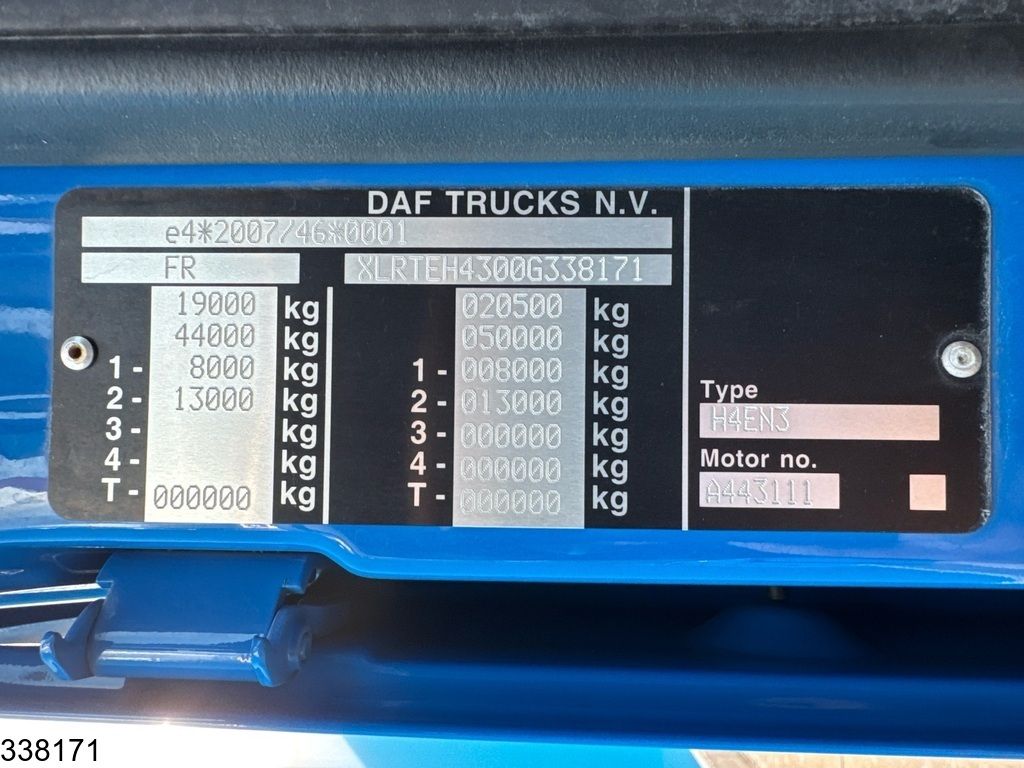 DAF TRUCKS N.V.
e4*2007/46*0001
FR XLRTEH4300G338171
19000 kg 020500 kg
44000 kg 050000 kg
1- 8000 kg 1- 008000 kg
2- 13000 kg 2- 013000 kg
3- kg 3- 000000 kg
4- kg 4- 000000 kg
T- 000000 kg T- 000000 kg
Type
H4EN3
Motor no.
A443111
338171